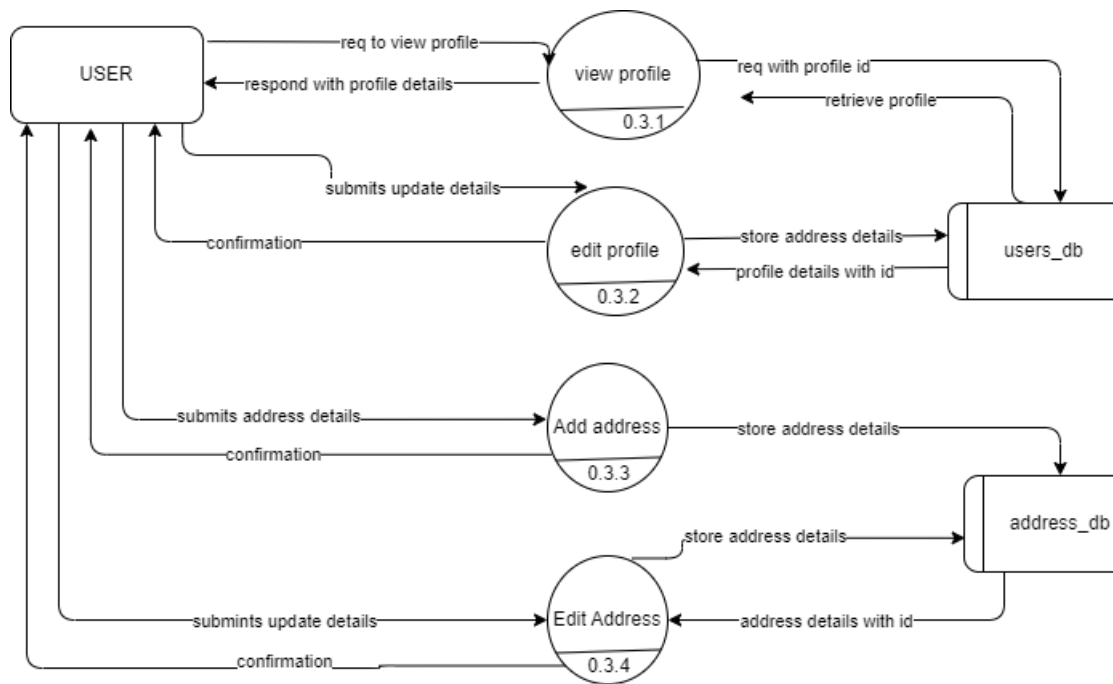 USER
req to view profile
respond with profile details
view profile
0.3.1
req with profile id
retrieve profile
submits update details
confirmation
edit profile
0.3.2
store address details
profile details with id
users_db
submits address details
confirmation
Add address
0.3.3
store address details
address_db
store address details
submints update details
confirmation
Edit Address
0.3.4
address details with id